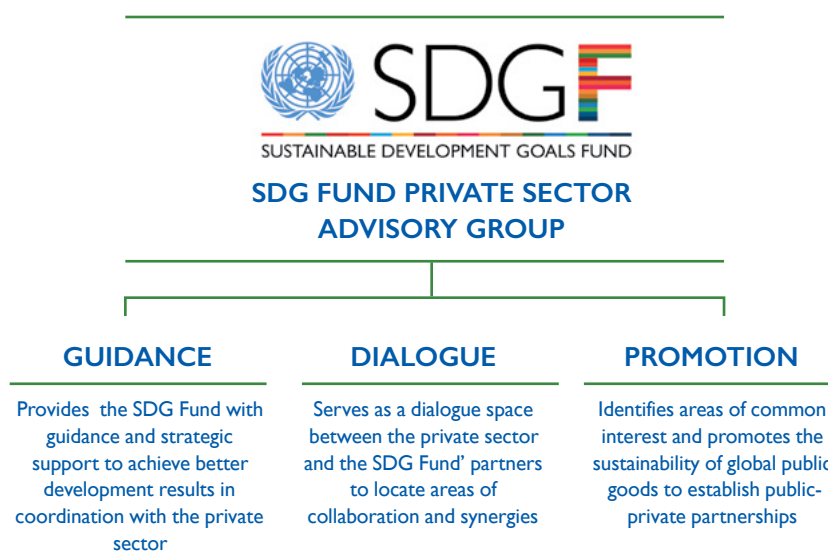 SDGF
SUSTAINABLE DEVELOPMENT GOALS FUND
SDG FUND PRIVATE SECTOR
ADVISORY GROUP
GUIDANCE
Provides the SDG Fund with
guidance and strategic
support to achieve better
development results in
coordination with the private
sector
DIALOGUE
Serves as a dialogue space
between the private sector
and the SDG Fund' partners
to locate areas of
collaboration and synergies
PROMOTION
Identifies areas of common
interest and promotes the
sustainability of global public
goods to establish public-
private partnerships